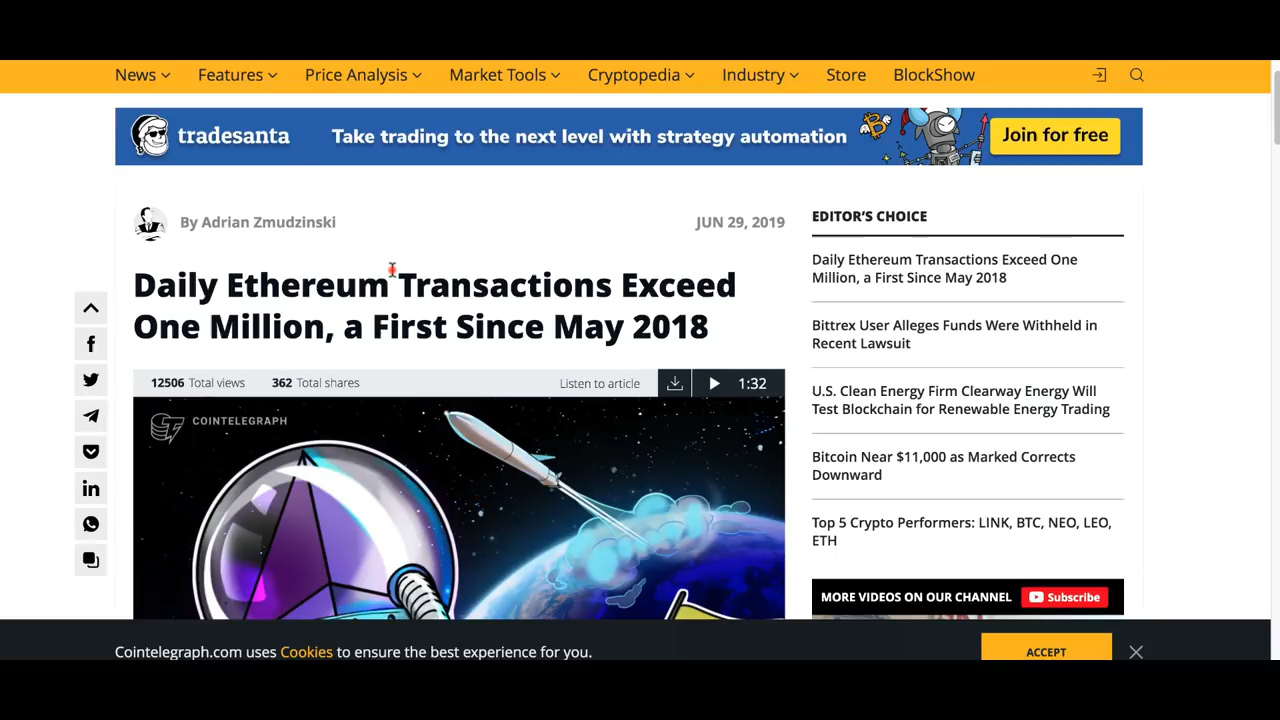 News Features Price Analysis Market Tools Cryptopedia Industry Store BlockShow
tradesanta Take trading to the next level with strategy automation Join for free
By Adrian Zmudzinski JUN 29, 2019
Daily Ethereum Transactions Exceed
One Million, a First Since May 2018
12506 Total views 362 Total shares Listen to article 1:32
COINTELEGRAPH
EDITOR'S CHOICE
Daily Ethereum Transactions Exceed One
Million, a First Since May 2018
Bittrex User Alleges Funds Were Withheld in
Recent Lawsuit
U.S. Clean Energy Firm Clearway Energy Will
Test Blockchain for Renewable Energy Trading
Bitcoin Near $11,000 as Marked Corrects
Downward
Top 5 Crypto Performers: LINK, BTC, NEO, LEO,
ETH
MORE VIDEOS ON OUR CHANNEL Subscribe
Cointelegraph.com uses Cookies to ensure the best experience for you. ACCEPT